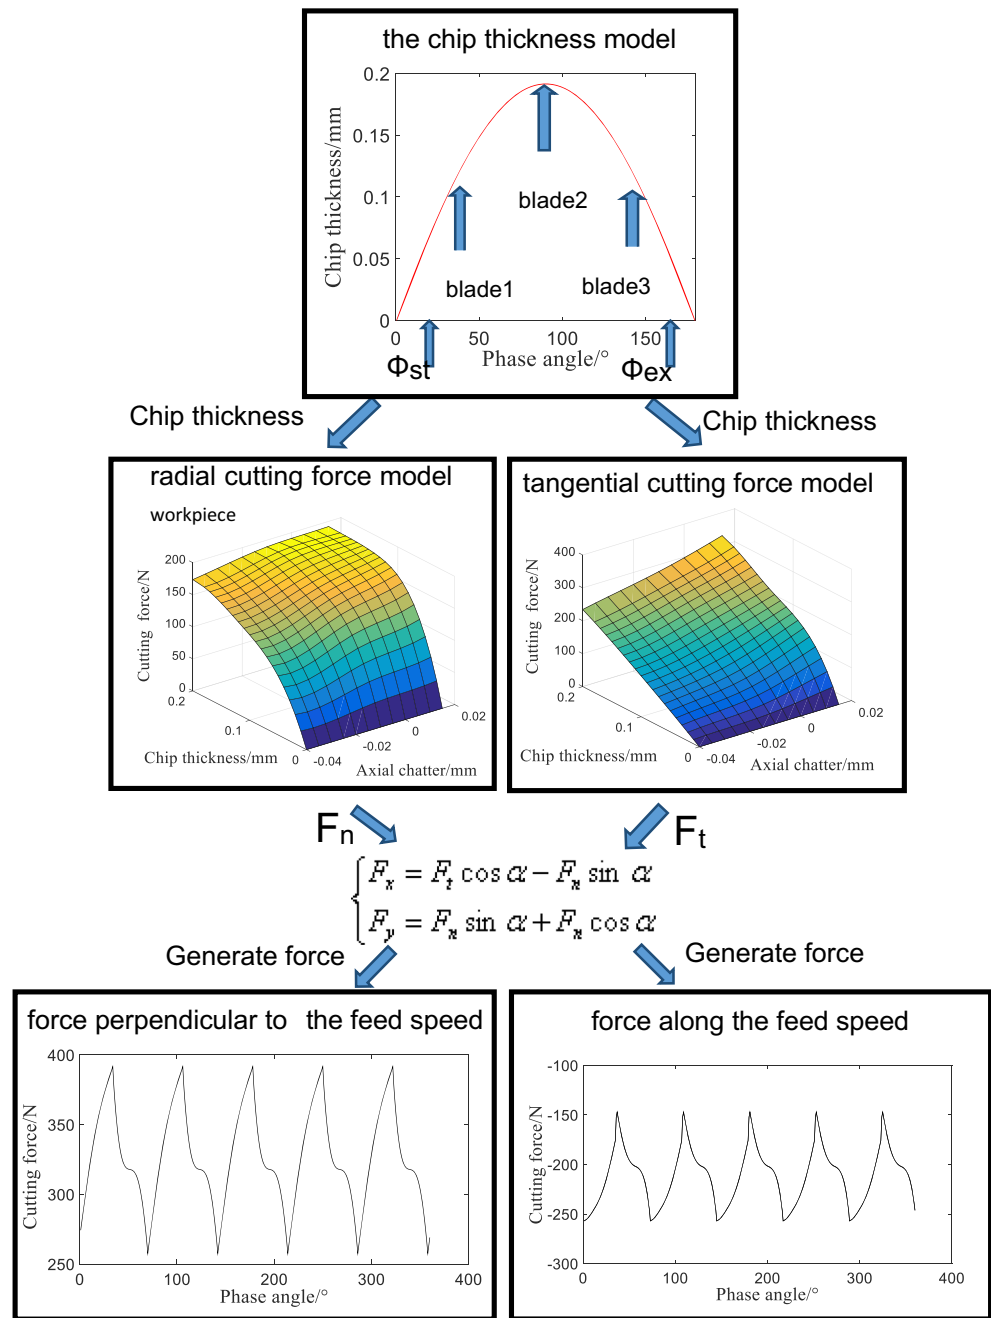 the chip thickness model
0.2
0.15
0.1
0.05
0
Chip thickness/mm
blade2
blade1
blade3
0 50 100 150
Phase angle/°
Φst
Φex
Chip thickness
Chip thickness
radial cutting force model
workpiece
Cutting force/N
200
150
100
50
0
0.2
0.1
0
Chip thickness/mm
-0.04
-0.02
0
0.02
Axial chatter/mm
tangential cutting force model
Cutting force/N
400
300
200
100
0
0.2
0.1
0
Chip thickness/mm
-0.04
-0.02
0
0.02
Axial chatter/mm
Fn
Ft
Fx = Ft cos α − Fn sin α
Fy = Fn sin α + Fn cos α
Generate force
Generate force
force perpendicular to the feed speed
400
350
300
250
Cutting force/N
0 100 200 300 400
Phase angle/°
force along the feed speed
-100
-150
-200
-250
-300
Cutting force/N
0 100 200 300 400
Phase angle/°